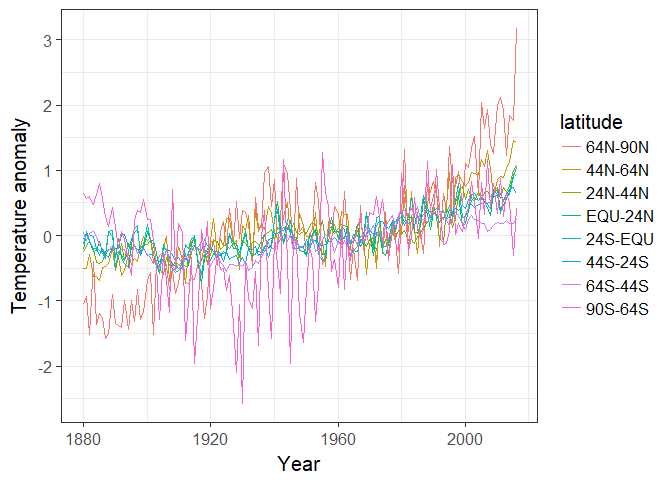 3
2
1
0
-1
-2
Temperature anomaly
1880
1920
1960
2000
Year
latitude
64N-90N
44N-64N
24N-44N
EQU-24N
24S-EQU
44S-24S
64S-44S
90S-64S